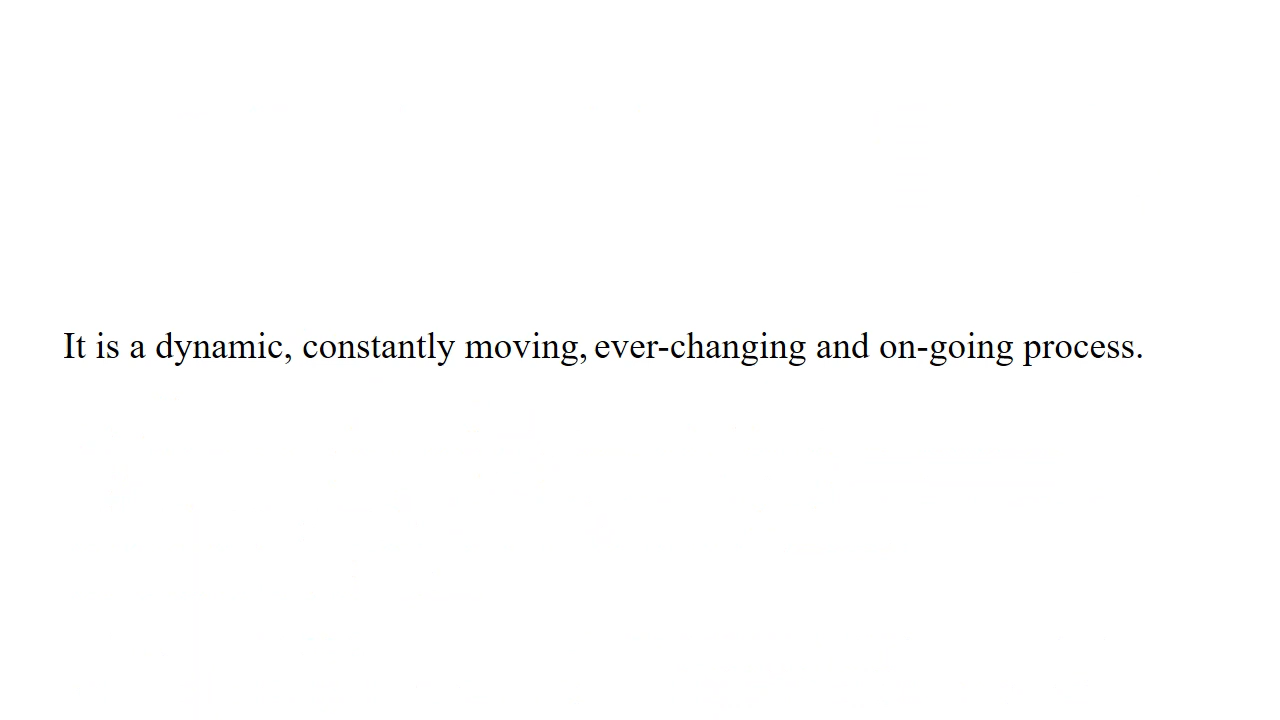 It is a dynamic, constantly moving, ever-changing and on-going process.